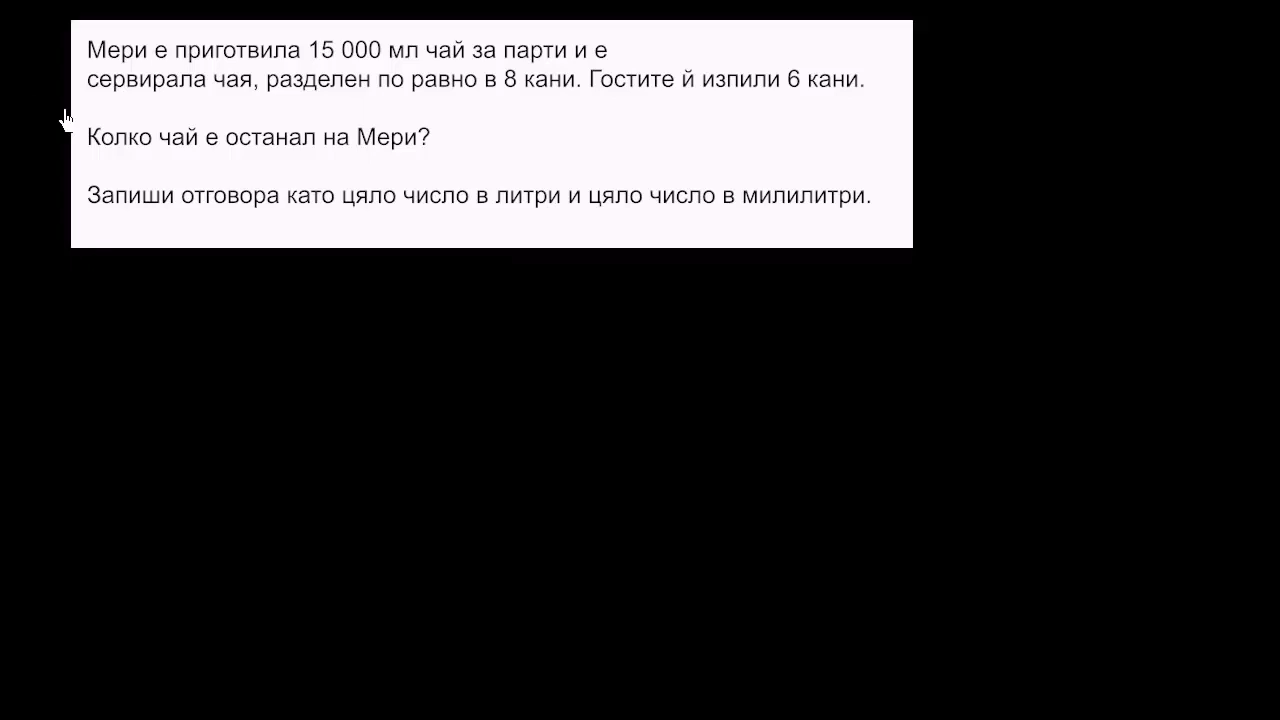 Мери е приготвила 15 000 мл чай за парти и е
сервирала чая, разделен по равно в 8 кани. Гостите й изпили 6 кани.
Колко чай е останал на Мери?
Запиши отговора като цяло число в литри и цяло число в милилитри.